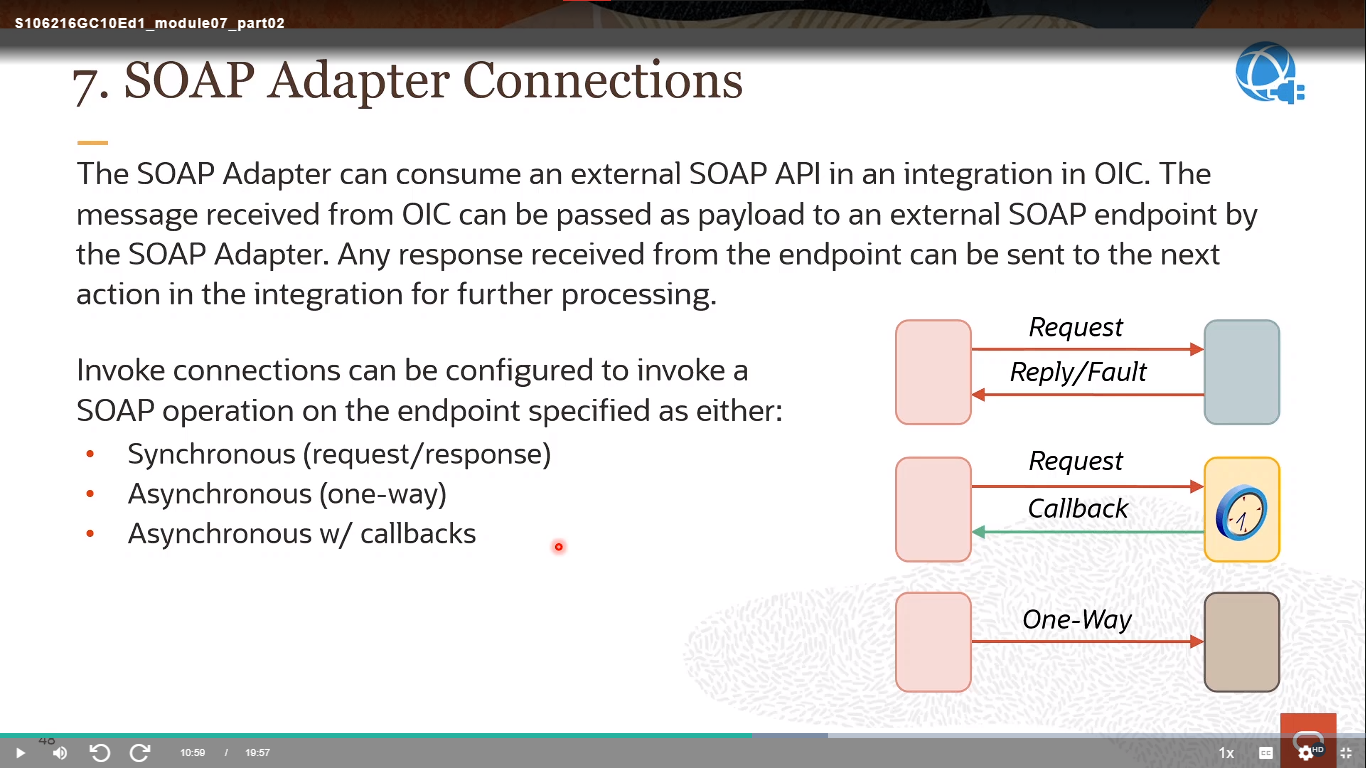 S106216GC10Ed1_module07_part02
7. SOAP Adapter Connections
The SOAP Adapter can consume an external SOAP API in an integration in OIC. The
message received from OIC can be passed as payload to an external SOAP endpoint by
the SOAP Adapter. Any response received from the endpoint can be sent to the next
action in the integration for further processing.
Invoke connections can be configured to invoke a
SOAP operation on the endpoint specified as either:
• Synchronous (request/response)
• Asynchronous (one-way)
• Asynchronous w/ callbacks
Request
Reply/Fault
Request
Callback
One-Way
48
10:59 / 19:57
1x
CC
HD